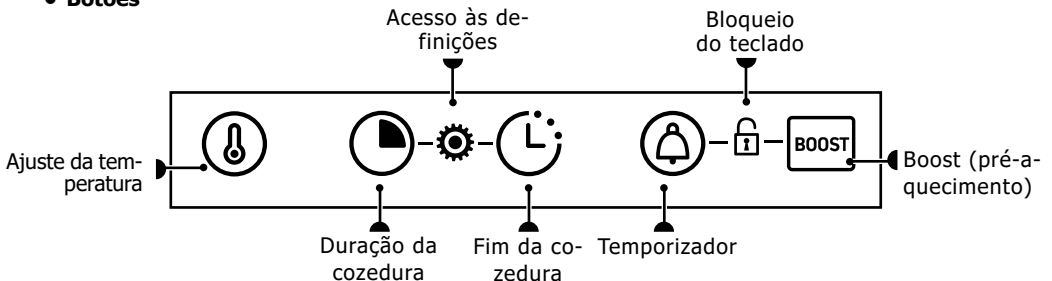 • Botões
Acesso às de-
finições
Bloqueio
do teclado
BOOST
Ajuste da tem-
peratura
Boost (pré-a-
quecimento)
Duração da
cozedura
Fim da co-
zedura
Temporizador